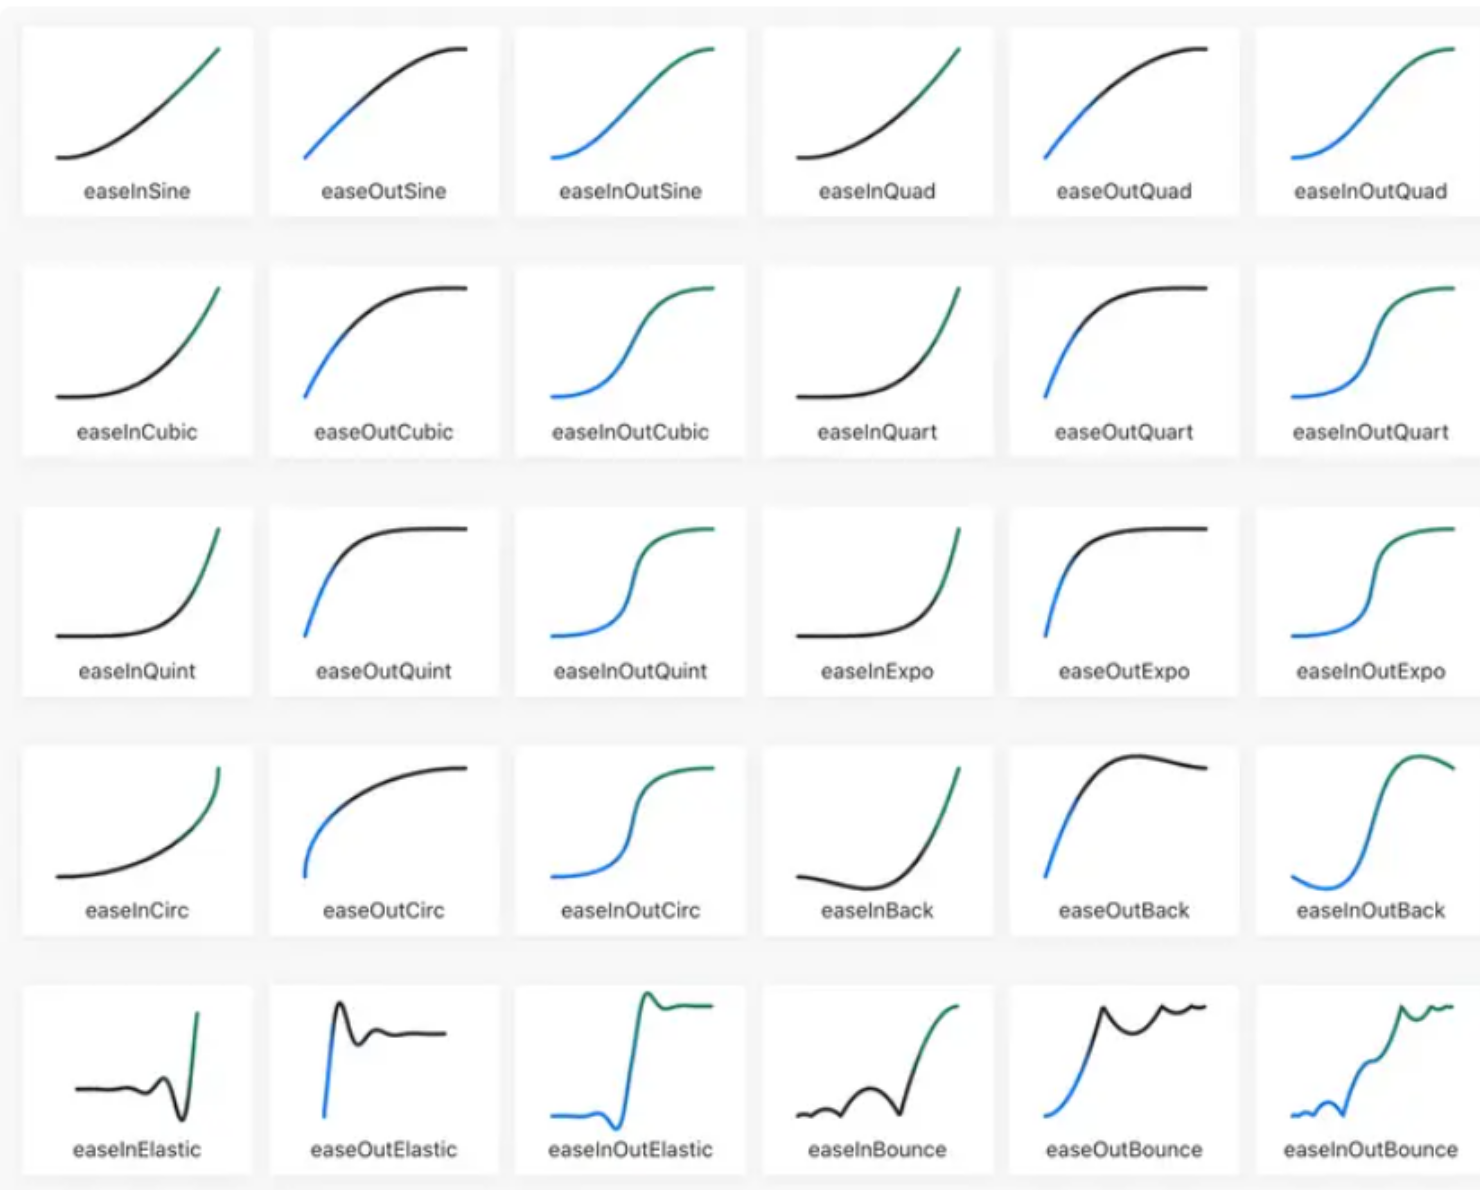 easeInSine
easeOutSine
easeInOutSine
easeInQuad
easeOutQuad
easeInOutQuad
easeInCubic
easeOutCubic
easeInOutCubic
easeInQuart
easeOutQuart
easeInOutQuart
easeInQuint
easeOutQuint
easeInOutQuint
easeInExpo
easeOutExpo
easeInOutExpo
easeInCirc
easeOutCirc
easeInOutCirc
easeInBack
easeOutBack
easeInOutBack
easeInElastic
easeOutElastic
easeInOutElastic
easeInBounce
easeOutBounce
easeInOutBounce